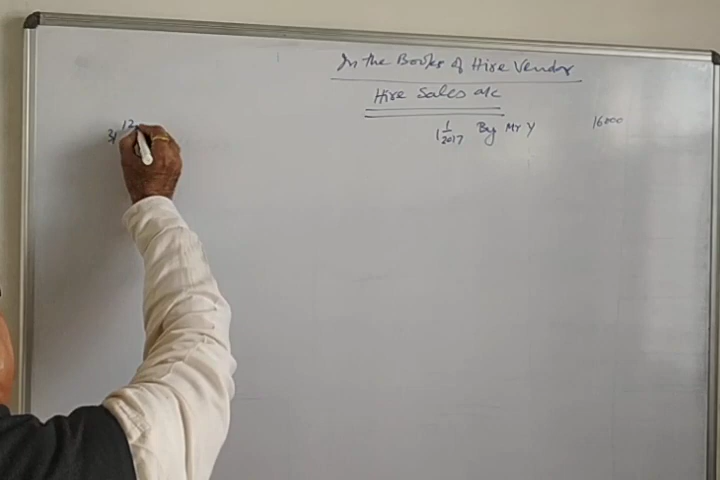 In the Books of Hire Vendor
Hire Sales a/c
1 1/2017 By Mr Y 16000
31 12